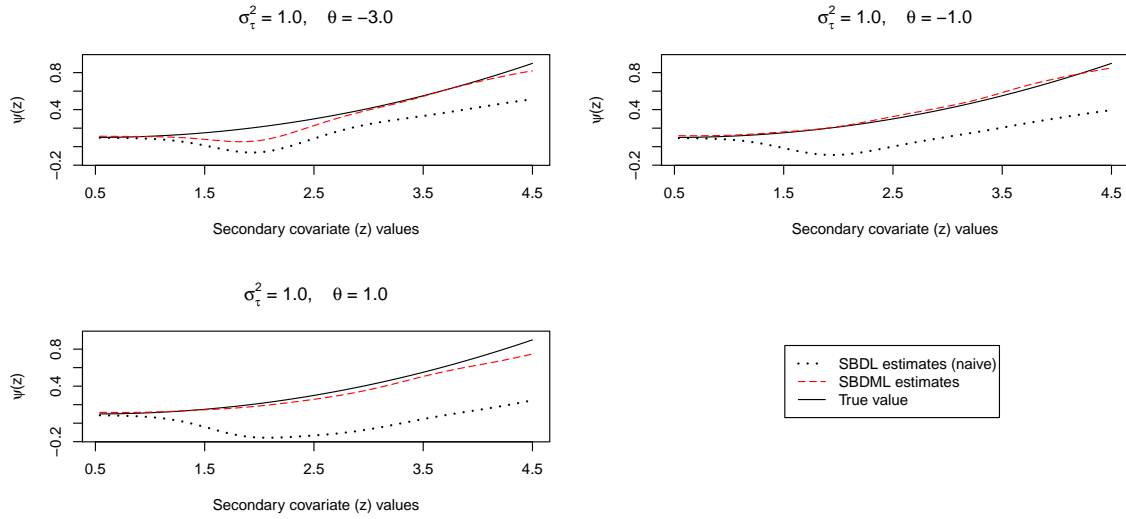 σ²τ = 1.0, θ = −3.0
ψ(z)
0.8
0.4
−0.2
0.5 1.5 2.5 3.5 4.5
Secondary covariate (z) values
σ²τ = 1.0, θ = −1.0
ψ(z)
0.8
0.4
−0.2
0.5 1.5 2.5 3.5 4.5
Secondary covariate (z) values
σ²τ = 1.0, θ = 1.0
ψ(z)
0.8
0.4
−0.2
0.5 1.5 2.5 3.5 4.5
Secondary covariate (z) values
SBDL estimates (naive)
SBDML estimates
True value